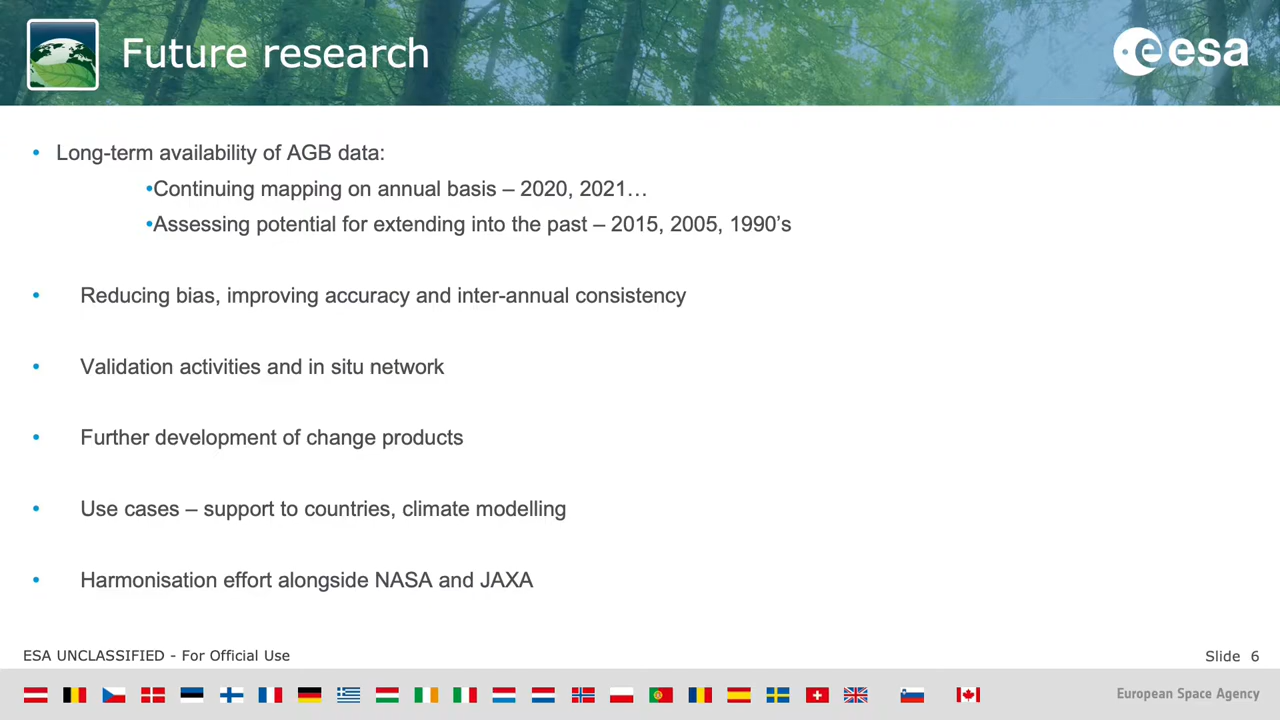 Future research
esa
• Long-term availability of AGB data:
•Continuing mapping on annual basis – 2020, 2021…
•Assessing potential for extending into the past – 2015, 2005, 1990’s
• Reducing bias, improving accuracy and inter-annual consistency
• Validation activities and in situ network
• Further development of change products
• Use cases – support to countries, climate modelling
• Harmonisation effort alongside NASA and JAXA
ESA UNCLASSIFIED - For Official Use
Slide 6
European Space Agency